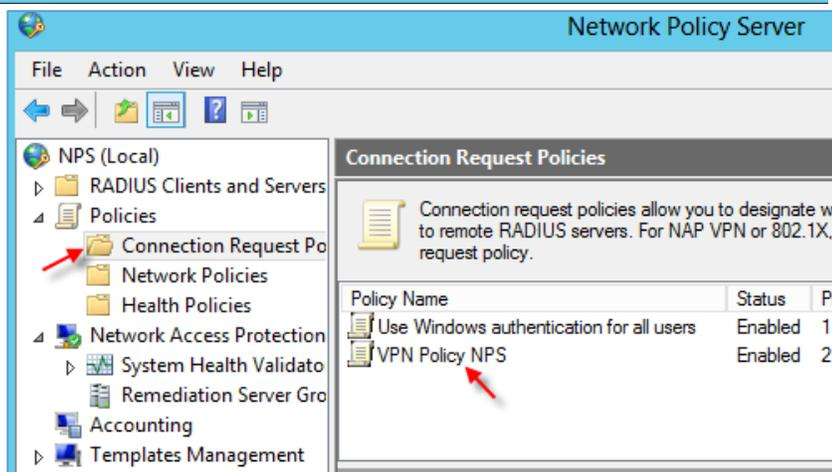 Network Policy Server
File Action View Help
NPS (Local)
RADIUS Clients and Servers
Policies
Connection Request Po
Network Policies
Health Policies
Network Access Protection
System Health Validato
Remediation Server Gro
Accounting
Templates Management
Connection Request Policies
Connection request policies allow you to designate w
to remote RADIUS servers. For NAP VPN or 802.1X,
request policy.
Policy Name Status P
Use Windows authentication for all users Enabled 1
VPN Policy NPS Enabled 2